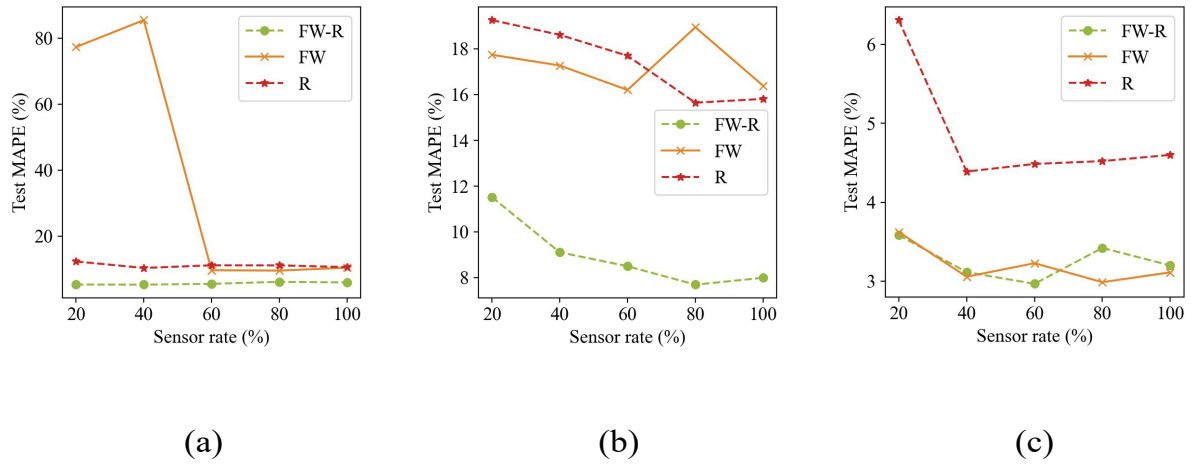 80
60
40
20
Test MAPE (%)
FW-R
FW
R
20 40 60 80 100
Sensor rate (%)
(a)
18
16
14
12
10
8
Test MAPE (%)
FW-R
FW
R
20 40 60 80 100
Sensor rate (%)
(b)
6
5
4
3
Test MAPE (%)
FW-R
FW
R
20 40 60 80 100
Sensor rate (%)
(c)